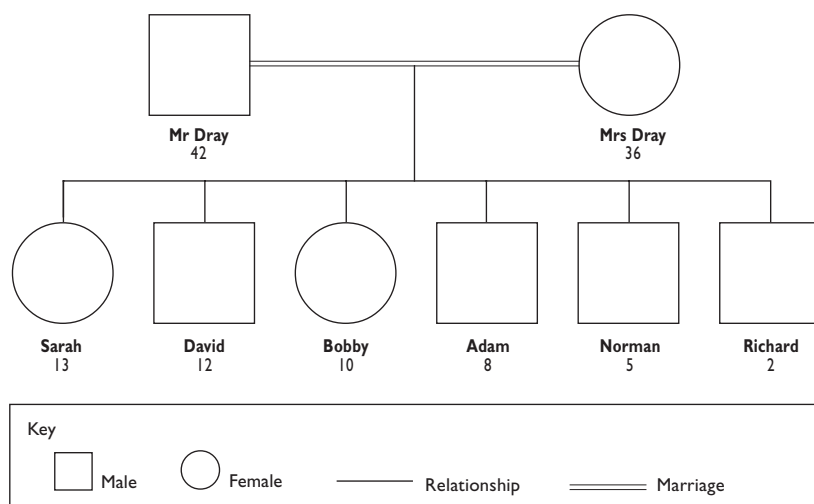 Mr Dray
42
Mrs Dray
36
Sarah
13
David
12
Bobby
10
Adam
8
Norman
5
Richard
2
Key
Male
Female
Relationship
Marriage